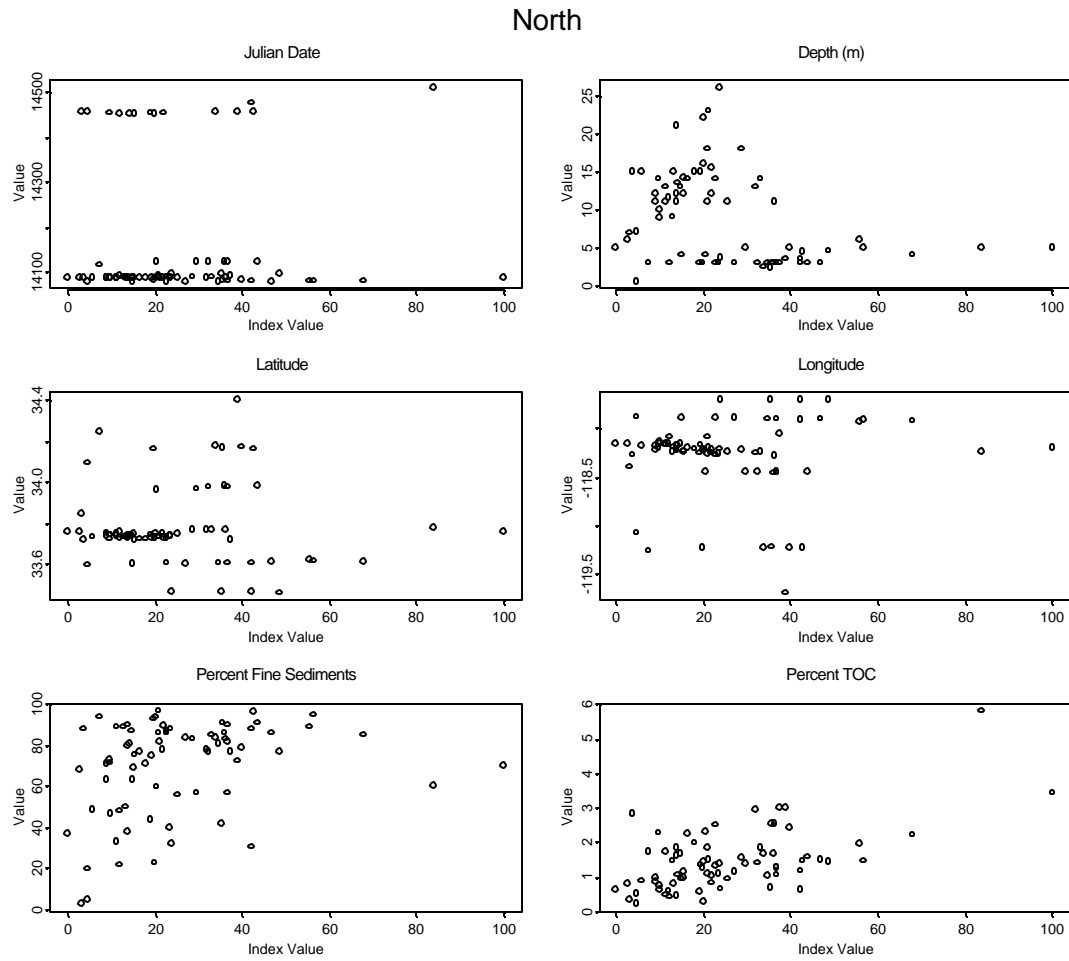 North
Julian Date
Depth (m)
Value
14100 14300 14500
0 20 40 60 80 100
Index Value
Value
0 5 10 15 20 25
0 20 40 60 80 100
Index Value
Latitude
Longitude
Value
33.6 34.0 34.4
0 20 40 60 80 100
Index Value
Value
-119.5 -118.5
0 20 40 60 80 100
Index Value
Percent Fine Sediments
Percent TOC
Value
0 20 40 60 80 100
0 20 40 60 80 100
Index Value
Value
0 1 2 3 4 5 6
0 20 40 60 80 100
Index Value